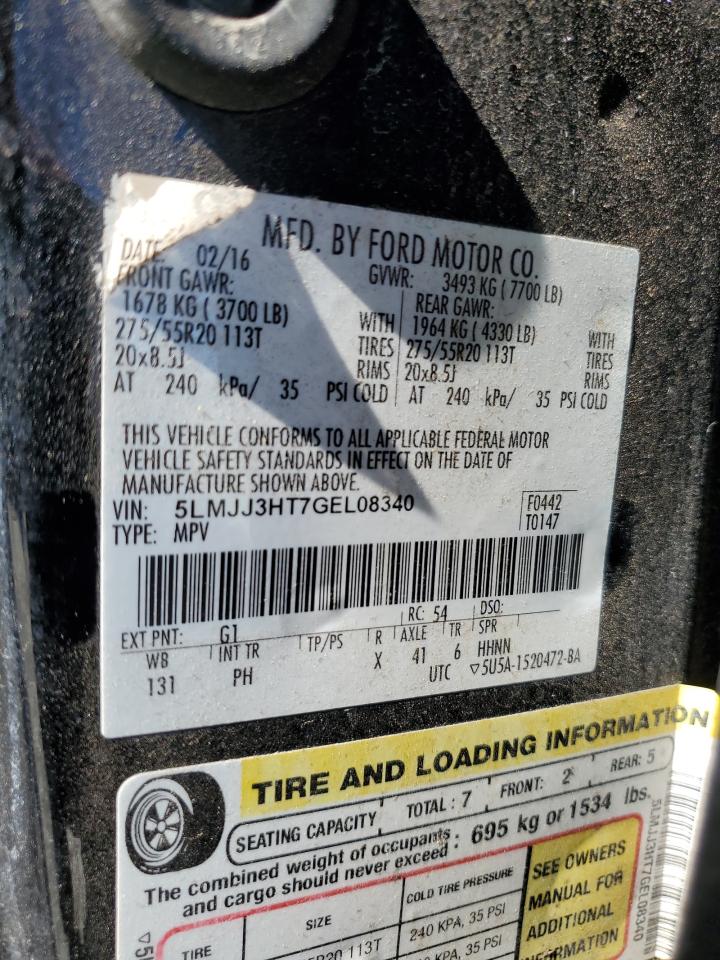 MFD. BY FORD MOTOR CO.
DATE: 02/16 GVWR: 3493 KG ( 7700 LB)
FRONT GAWR: REAR GAWR:
1678 KG ( 3700 LB) WITH 1964 KG ( 4330 LB) WITH
275/55R20 113T TIRES 275/55R20 113T TIRES
20x8.5J RIMS 20x8.5J RIMS
AT 240 kPa/ 35 PSI COLD AT 240 kPa/ 35 PSI COLD
THIS VEHICLE CONFORMS TO ALL APPLICABLE FEDERAL MOTOR
VEHICLE SAFETY STANDARDS IN EFFECT ON THE DATE OF
MANUFACTURE SHOWN ABOVE.
VIN: 5LMJJ3HT7GEL08340 F0442
TYPE: MPV T0147
EXT PNT: G1 RC: 54 DSO:
WB INT TR TP/PS R AXLE TR SPR
131 PH X 41 6 HHNN
UTC ▽5U5A-1520472-BA
TIRE AND LOADING INFORMATION
SEATING CAPACITY TOTAL: 7 FRONT: 2 REAR: 5
The combined weight of occupants
and cargo should never exceed : 695 kg or 1534 lbs.
TIRE SIZE COLD TIRE PRESSURE
113T 240 KPA, 35 PSI
35 PSI
SEE OWNERS
MANUAL FOR
ADDITIONAL
INFORMATION
5LMJJ3HT7GEL08340